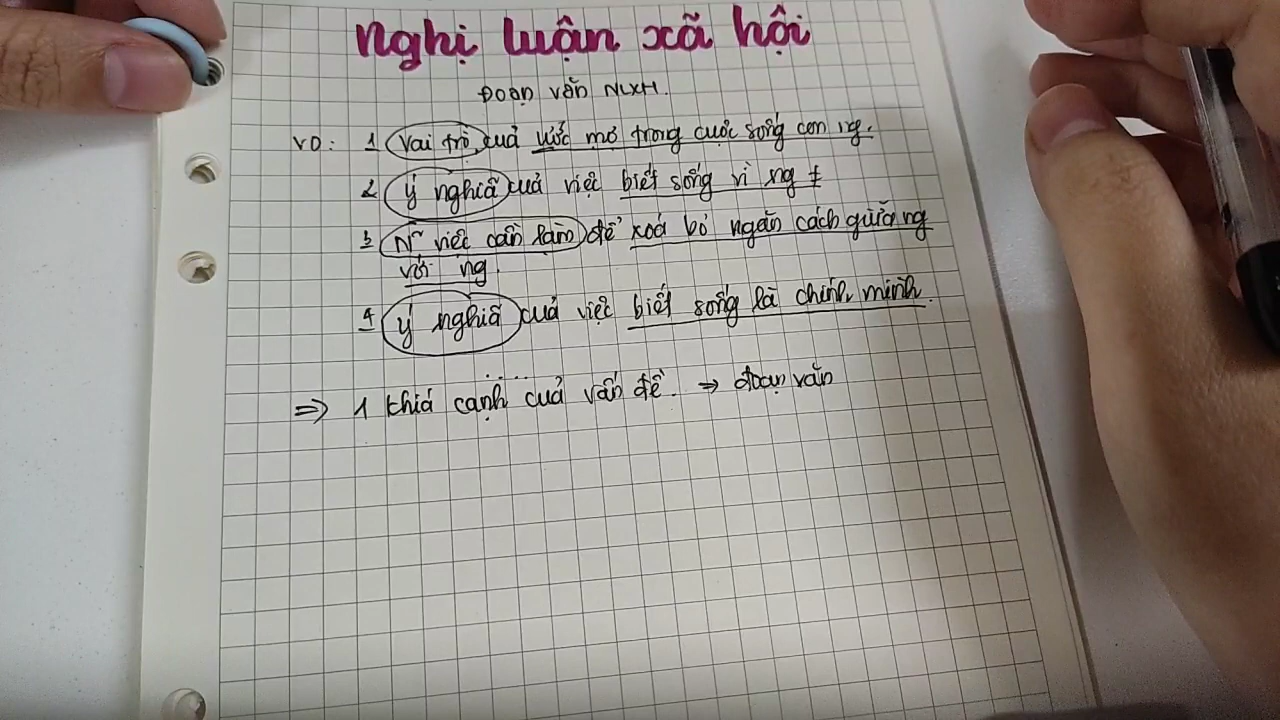 Nghị luận xã hội
Đoạn văn NLXH.
VD: 1 Vai trò của ước mơ trong cuộc sống con ng.
2 ý nghĩa của việc biết sống vì ng ≠
3 N~ việc cần làm để xoá bỏ ngăn cách giữa ng
với ng.
4 ý nghĩa của việc biết sống là chính mình.
...
⇒ 1 khía cạnh của vấn đề. → đoạn văn